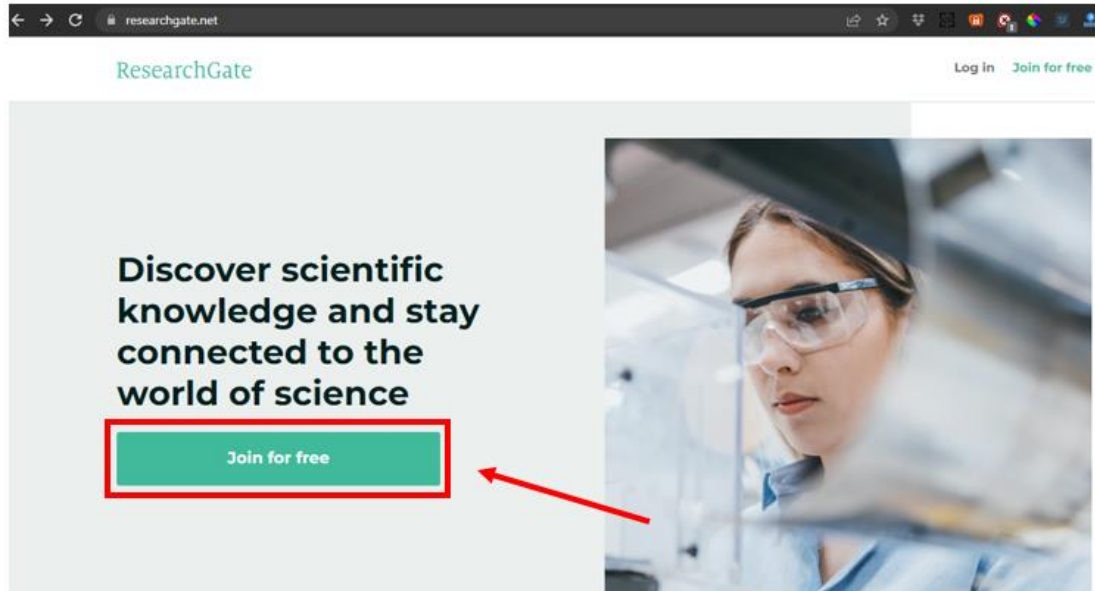 researchgate.net
ResearchGate
Log in Join for free
Discover scientific
knowledge and stay
connected to the
world of science
Join for free